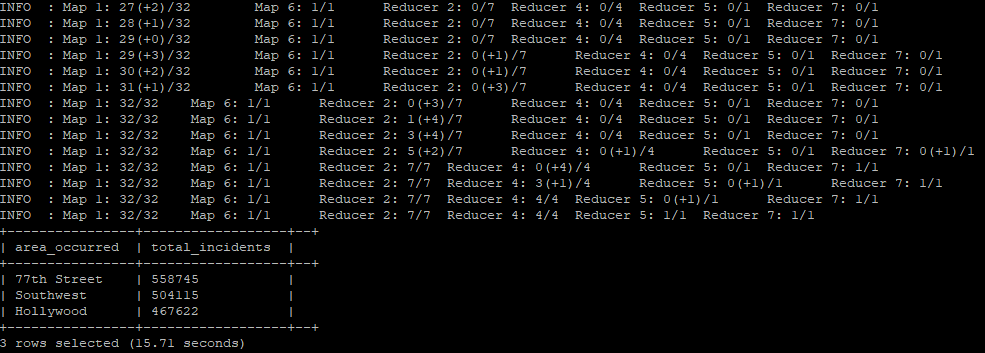 INFO  : Map 1: 27(+2)/32        Map 6: 1/1      Reducer 2: 0/7  Reducer 4: 0/4  Reducer 5: 0/1  Reducer 7: 0/1
INFO  : Map 1: 28(+1)/32        Map 6: 1/1      Reducer 2: 0/7  Reducer 4: 0/4  Reducer 5: 0/1  Reducer 7: 0/1
INFO  : Map 1: 29(+0)/32        Map 6: 1/1      Reducer 2: 0/7  Reducer 4: 0/4  Reducer 5: 0/1  Reducer 7: 0/1
INFO  : Map 1: 29(+3)/32        Map 6: 1/1      Reducer 2: 0(+1)/7      Reducer 4: 0/4  Reducer 5: 0/1  Reducer 7: 0/1
INFO  : Map 1: 30(+2)/32        Map 6: 1/1      Reducer 2: 0(+1)/7      Reducer 4: 0/4  Reducer 5: 0/1  Reducer 7: 0/1
INFO  : Map 1: 31(+1)/32        Map 6: 1/1      Reducer 2: 0(+3)/7      Reducer 4: 0/4  Reducer 5: 0/1  Reducer 7: 0/1
INFO  : Map 1: 32/32    Map 6: 1/1      Reducer 2: 0(+3)/7      Reducer 4: 0/4  Reducer 5: 0/1  Reducer 7: 0/1
INFO  : Map 1: 32/32    Map 6: 1/1      Reducer 2: 1(+4)/7      Reducer 4: 0/4  Reducer 5: 0/1  Reducer 7: 0/1
INFO  : Map 1: 32/32    Map 6: 1/1      Reducer 2: 3(+4)/7      Reducer 4: 0/4  Reducer 5: 0/1  Reducer 7: 0/1
INFO  : Map 1: 32/32    Map 6: 1/1      Reducer 2: 5(+2)/7      Reducer 4: 0(+1)/4      Reducer 5: 0/1  Reducer 7: 0(+1)/1
INFO  : Map 1: 32/32    Map 6: 1/1      Reducer 2: 7/7  Reducer 4: 0(+4)/4      Reducer 5: 0/1  Reducer 7: 1/1
INFO  : Map 1: 32/32    Map 6: 1/1      Reducer 2: 7/7  Reducer 4: 3(+1)/4      Reducer 5: 0(+1)/1      Reducer 7: 1/1
INFO  : Map 1: 32/32    Map 6: 1/1      Reducer 2: 7/7  Reducer 4: 4/4  Reducer 5: 0(+1)/1      Reducer 7: 1/1
INFO  : Map 1: 32/32    Map 6: 1/1      Reducer 2: 7/7  Reducer 4: 4/4  Reducer 5: 1/1  Reducer 7: 1/1
+----------------+------------------+--+
| area_occurred  | total_incidents  |
+----------------+------------------+--+
| 77th Street    | 558745           |
| Southwest      | 504115           |
| Hollywood      | 467622           |
+----------------+------------------+--+
3 rows selected (15.71 seconds)